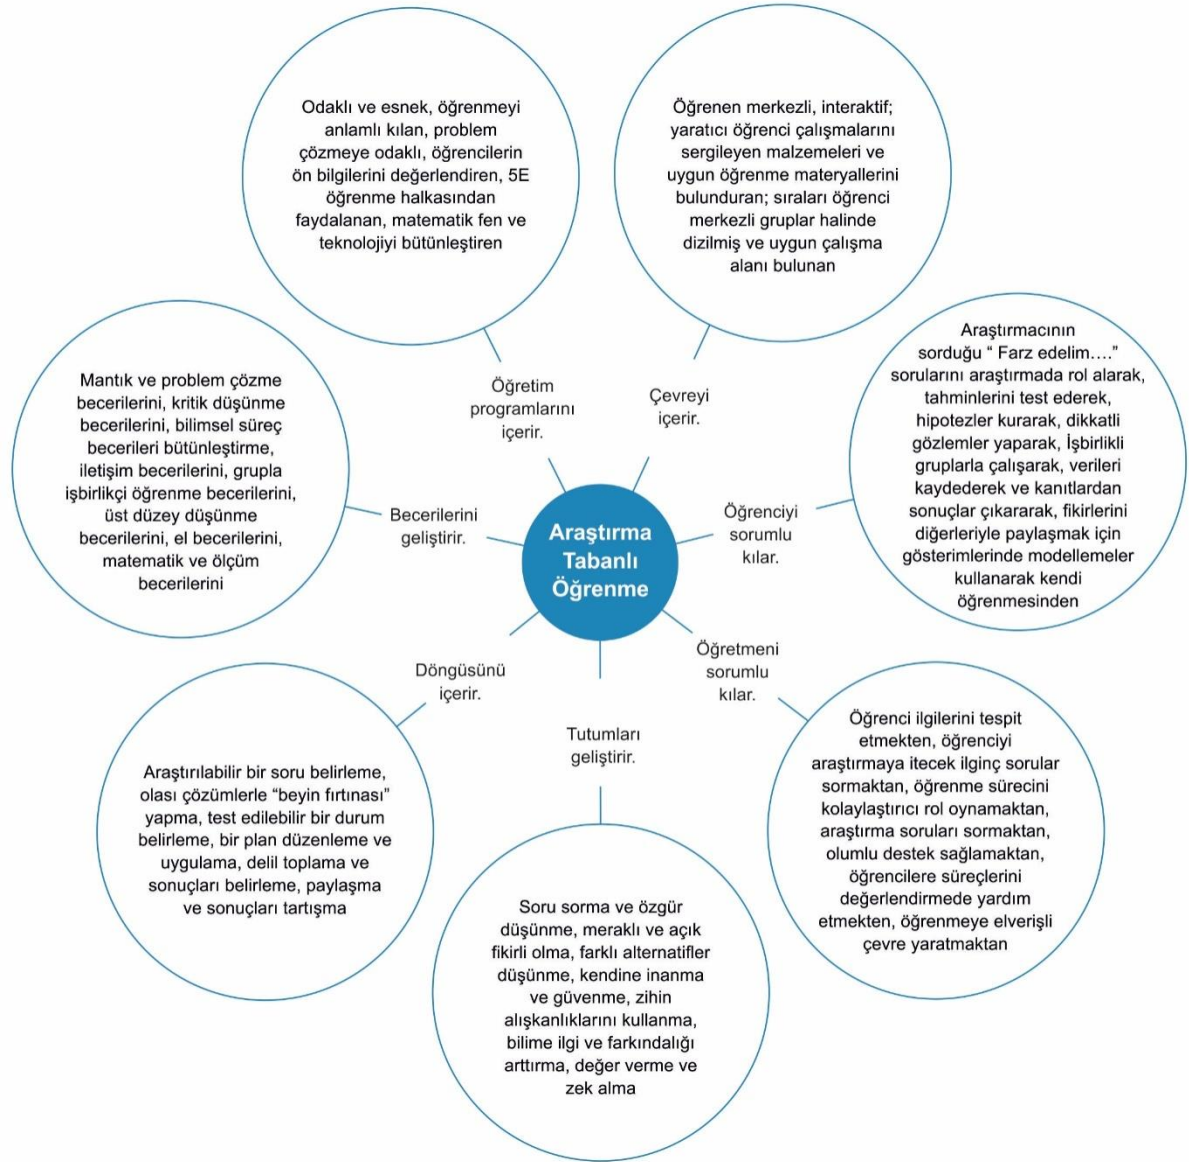 Odaklı ve esnek, öğrenmeyi
anlamlı kılan, problem
çözmeye odaklı, öğrencilerin
ön bilgilerini değerlendiren, 5E
öğrenme halkasından
faydalanan, matematik fen ve
teknolojiyi bütünleştiren
Öğrenen merkezli, interaktif;
yaratıcı öğrenci çalışmalarını
sergileyen malzemeleri ve
uygun öğrenme materyallerini
bulunduran; sıraları öğrenci
merkezli gruplar halinde
dizilmiş ve uygun çalışma
alanı bulunan
Öğretim
programlarını
içerir.
Çevreyi
içerir.
Mantık ve problem çözme
becerilerini, kritik düşünme
becerilerini, bilimsel süreç
becerileri bütünleştirme,
iletişim becerilerini, grupla
işbirlikçi öğrenme becerilerini,
üst düzey düşünme
becerilerini, el becerilerini,
matematik ve ölçüm
becerilerini
Becerilerini
geliştirir.
Araştırma
Tabanlı
Öğrenme
Öğrenciyi
sorumlu
kılar.
Araştırmacının
sorduğu “ Farz edelim....”
sorularını araştırmada rol alarak,
tahminlerini test ederek,
hipotezler kurarak, dikkatli
gözlemler yaparak, İşbirlikli
gruplarla çalışarak, verileri
kaydederek ve kanıtlardan
sonuçlar çıkararak, fikirlerini
diğerleriyle paylaşmak için
gösterimlerinde modellemeler
kullanarak kendi
öğrenmesinden
Döngüsünü
içerir.
Tutumları
geliştirir.
Öğretmeni
sorumlu
kılar.
Araştırılabilir bir soru belirleme,
olası çözümlerle “beyin fırtınası”
yapma, test edilebilir bir durum
belirleme, bir plan düzenleme ve
uygulama, delil toplama ve
sonuçları belirleme, paylaşma
ve sonuçları tartışma
Soru sorma ve özgür
düşünme, meraklı ve açık
fikirli olma, farklı alternatifler
düşünme, kendine inanma
ve güvenme, zihin
alışkanlıklarını kullanma,
bilime ilgi ve farkındalığı
arttırma, değer verme ve
zek alma
Öğrenci ilgilerini tespit
etmekten, öğrenciyi
araştırmaya itecek ilginç sorular
sormaktan, öğrenme sürecini
kolaylaştırıcı rol oynamaktan,
araştırma soruları sormaktan,
olumlu destek sağlamaktan,
öğrencilere süreçlerini
değerlendirmede yardım
etmekten, öğrenmeye elverişli
çevre yaratmaktan